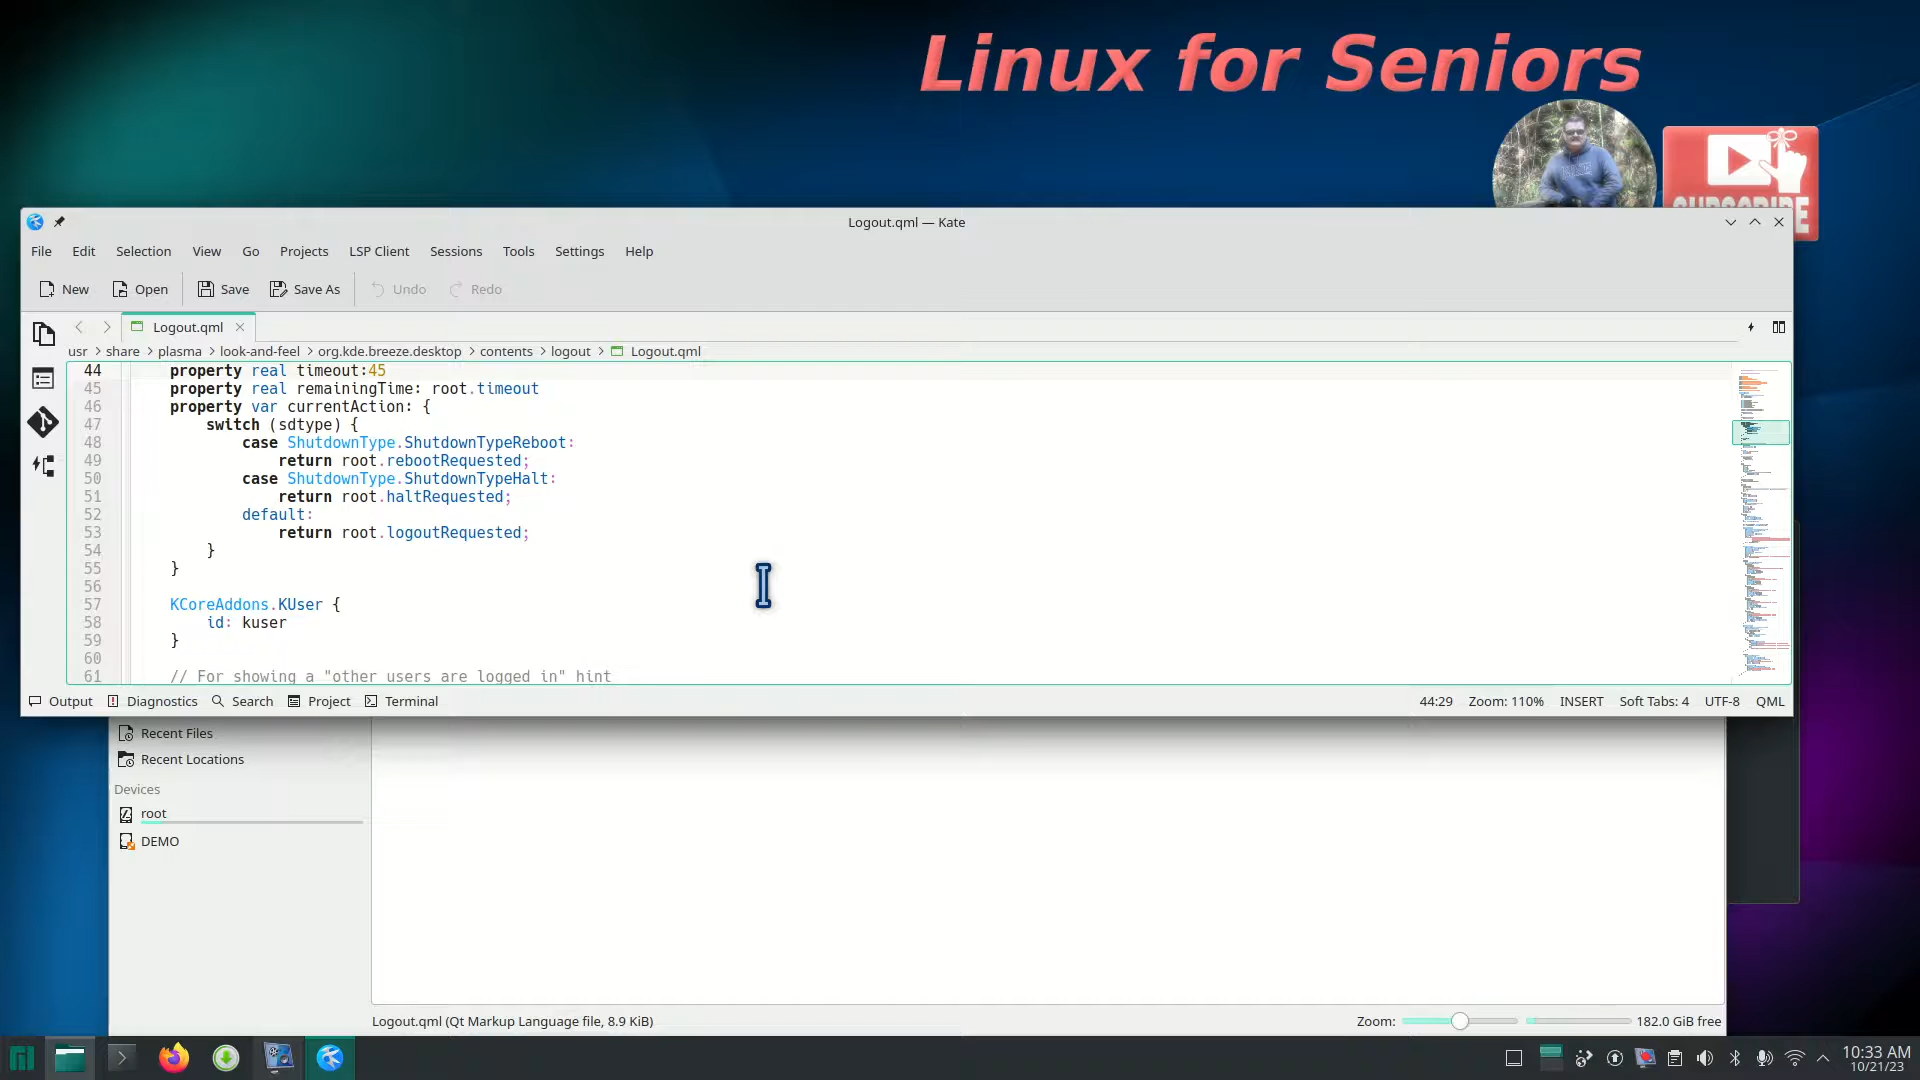 Linux for Seniors
SUBSCRIBE
Logout.qml — Kate
File Edit Selection View Go Projects LSP Client Sessions Tools Settings Help
New Open Save Save As Undo Redo
Logout.qml
usr > share > plasma > look-and-feel > org.kde.breeze.desktop > contents > logout > Logout.qml
44 property real timeout:45
45 property real remainingTime: root.timeout
46 property var currentAction: {
47 switch (sdtype) {
48 case ShutdownType.ShutdownTypeReboot:
49 return root.rebootRequested;
50 case ShutdownType.ShutdownTypeHalt:
51 return root.haltRequested;
52 default:
53 return root.logoutRequested;
54 }
55 }
56
57 KCoreAddons.KUser {
58 id: kuser
59 }
60
61 // For showing a "other users are logged in" hint
Output Diagnostics Search Project Terminal 44:29 Zoom: 110% INSERT Soft Tabs: 4 UTF-8 QML
Recent Files
Recent Locations
Devices
root
DEMO
Logout.qml (Qt Markup Language file, 8.9 KiB) Zoom: 182.0 GiB free
10:33 AM
10/21/23